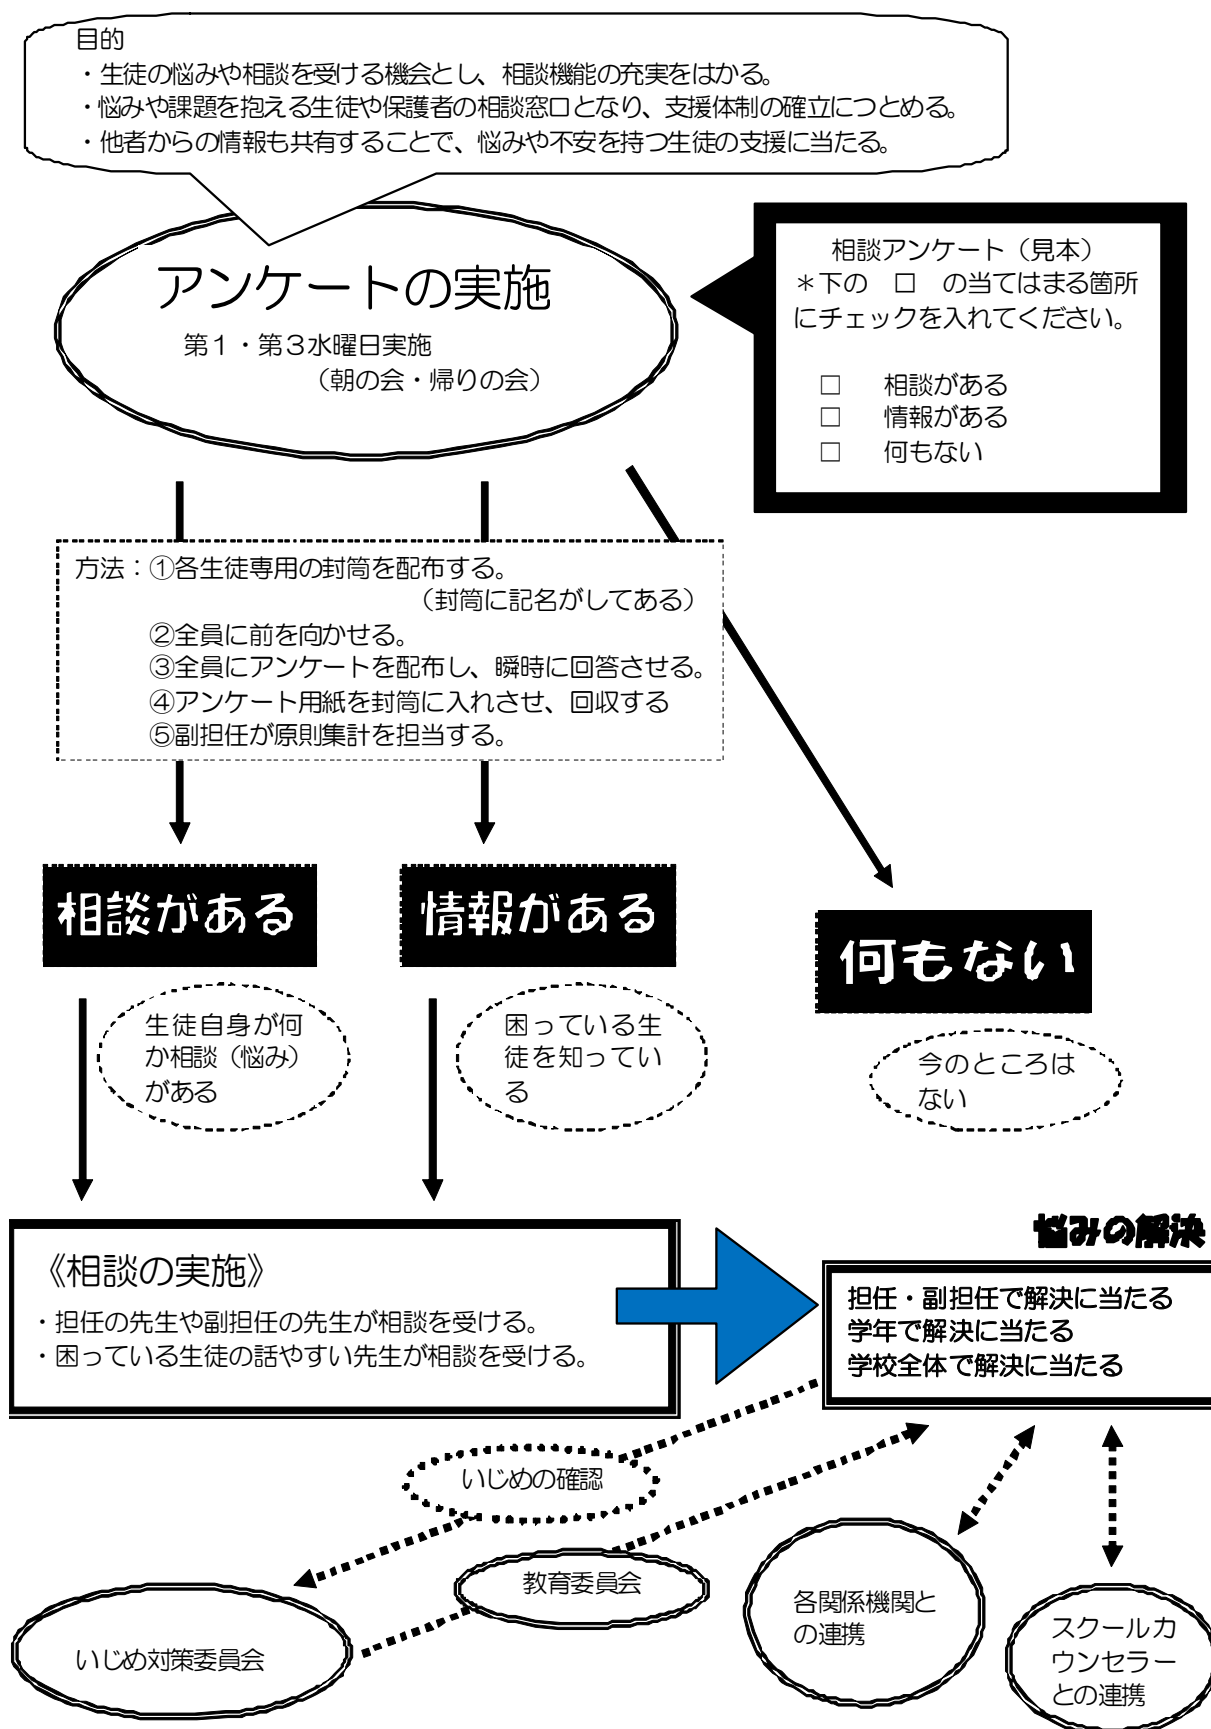 目的
・生徒の悩みや相談を受ける機会とし、相談機能の充実をはかる。
・悩みや課題を抱える生徒や保護者の相談窓口となり、支援体制の確立につとめる。
・他者からの情報も共有することで、悩みや不安を持つ生徒の支援に当たる。
アンケートの実施
第1・第3水曜日実施
（朝の会・帰りの会）
相談アンケート（見本）
＊下の　□　の当てはまる箇所
にチェックを入れてください。
□　相談がある
□　情報がある
□　何もない
方法：①各生徒専用の封筒を配布する。
（封筒に記名がしてある）
②全員に前を向かせる。
③全員にアンケートを配布し、瞬時に回答させる。
④アンケート用紙を封筒に入れさせ、回収する
⑤副担任が原則集計を担当する。
相談がある
情報がある
何もない
生徒自身が何
か相談（悩み）
がある
困っている生
徒を知ってい
る
今のところは
ない
《相談の実施》
・担任の先生や副担任の先生が相談を受ける。
・困っている生徒の話やすい先生が相談を受ける。
悩みの解決
担任・副担任で解決に当たる
学年で解決に当たる
学校全体で解決に当たる
いじめの確認
教育委員会
いじめ対策委員会
各関係機関と
の連携
スクールカ
ウンセラー
との連携